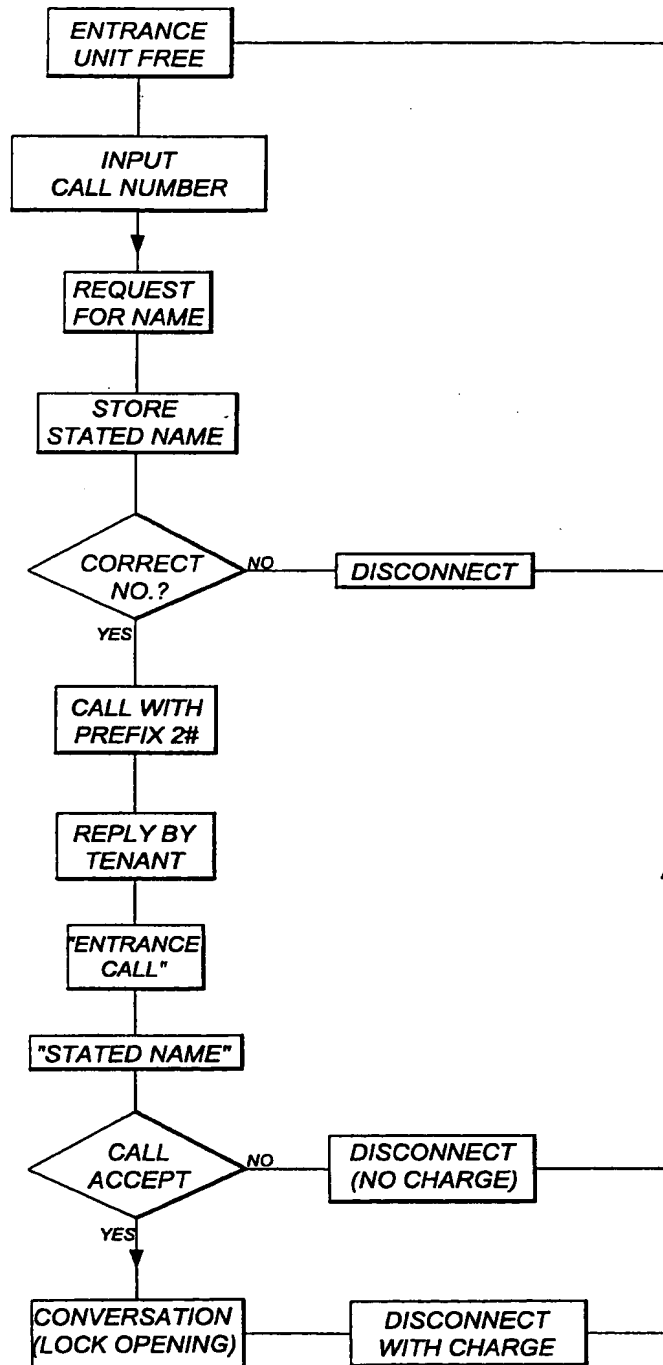 ENTRANCE
UNIT FREE
INPUT
CALL NUMBER
REQUEST
FOR NAME
STORE
STATED NAME
CORRECT
NO.?
NO
DISCONNECT
YES
CALL WITH
PREFIX 2#
REPLY BY
TENANT
"ENTRANCE
CALL"
"STATED NAME"
CALL
ACCEPT
NO
DISCONNECT
(NO CHARGE)
YES
CONVERSATION
(LOCK OPENING)
DISCONNECT
WITH CHARGE